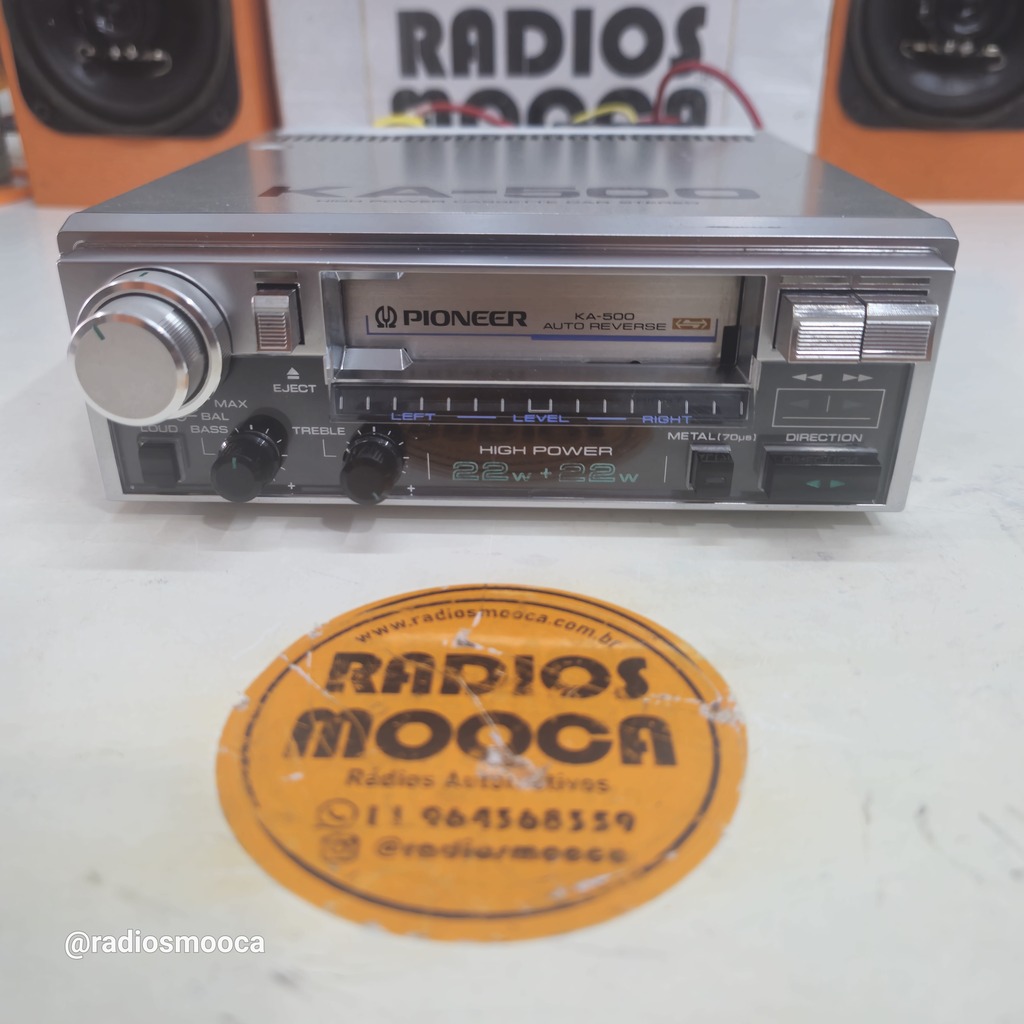 RADIOS
MOOCA
KA-500
HIGH POWER CASSETTE CAR STEREO
PIONEER
KA-500
AUTO REVERSE
EJECT
MAX
BAL
LOUD
BASS
TREBLE
LEFT
LEVEL
RIGHT
HIGH POWER
22w + 22w
METAL (70µs)
DIRECTION
www.radiosmooca.com.br
RADIOS
MOOCA
Rádios Automotivos
11 964368339
@radiosmooca
@radiosmooca